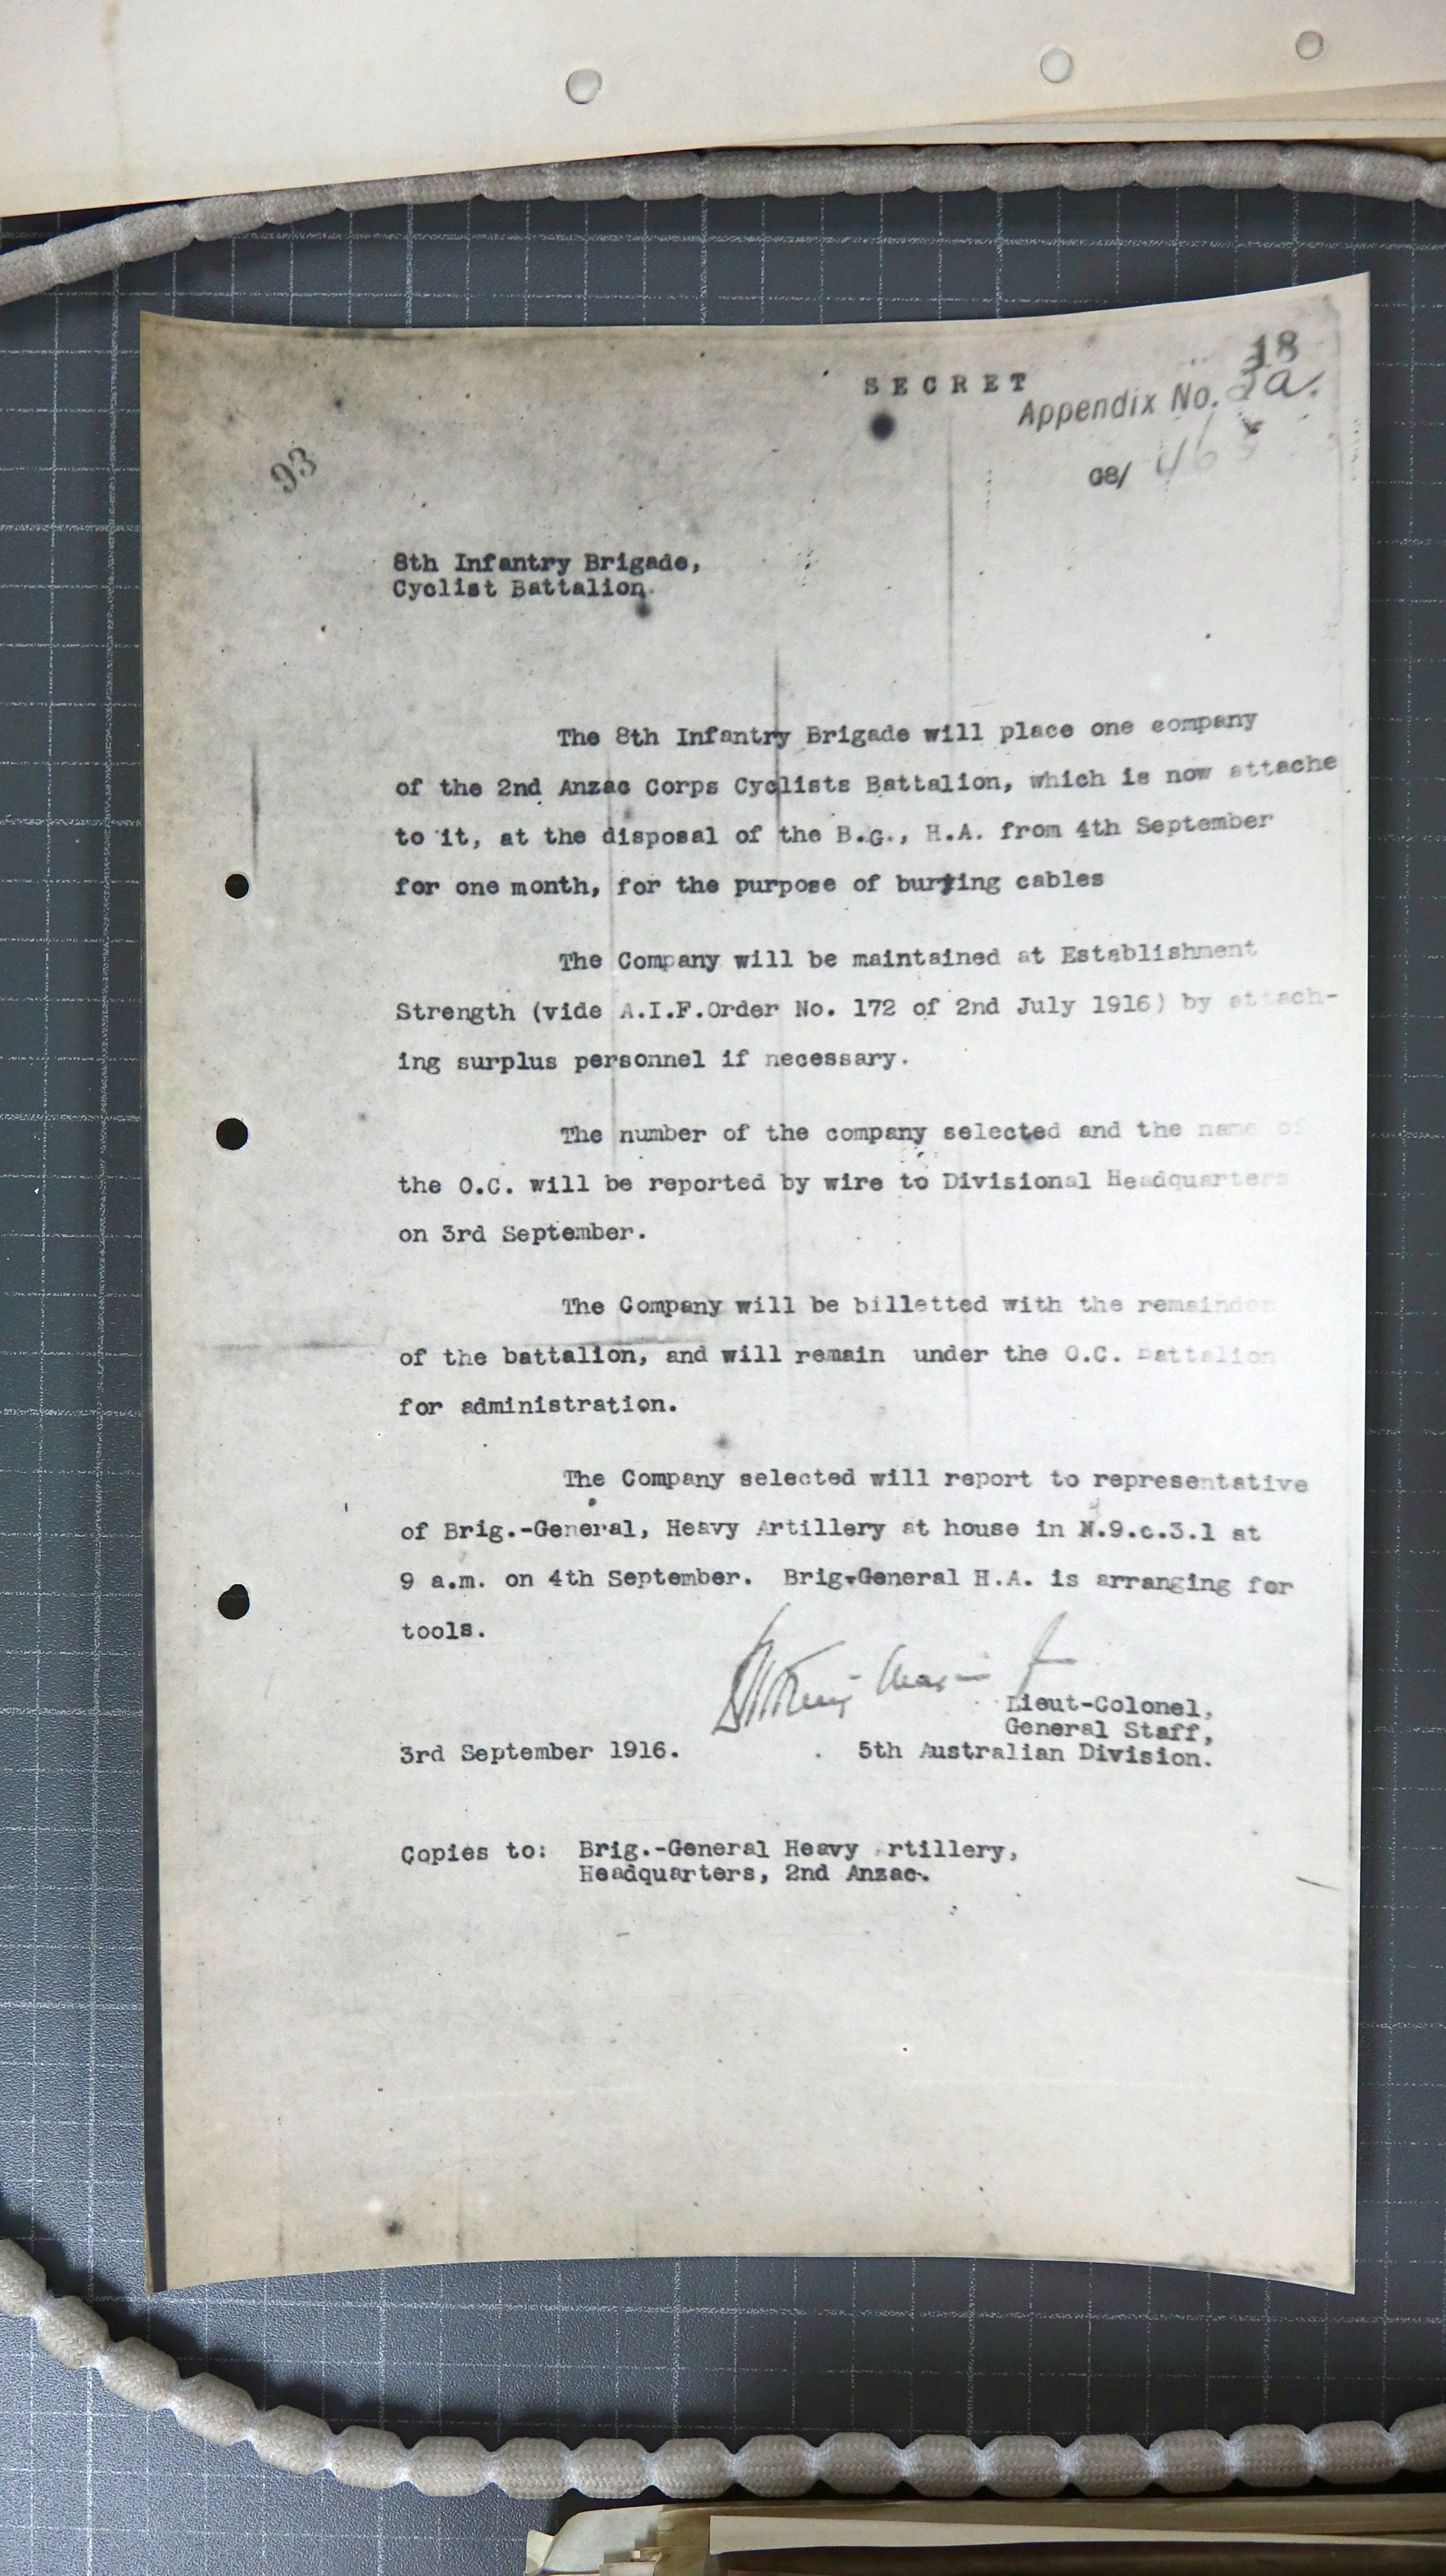 18
SECRET
Appendix No. 2a.
93
G8/ 463
8th Infantry Brigade,
Cyclist Battalion.
The 8th Infantry Brigade will place one company
of the 2nd Anzac Corps Cyclists Battalion, which is now attache
to it, at the disposal of the B.G., H.A. from 4th September
for one month, for the purpose of burying cables
The Company will be maintained at Establishment
Strength (vide A.I.F.Order No. 172 of 2nd July 1916) by attach-
ing surplus personnel if necessary.
The number of the company selected and the name of
the O.C. will be reported by wire to Divisional Headquarters
on 3rd September.
The Company will be billetted with the remainder
of the battalion, and will remain under the O.C. Battalion
for administration.
The Company selected will report to representative
of Brig.-General, Heavy Artillery at house in N.9.c.3.1 at
9 a.m. on 4th September. Brig-General H.A. is arranging for
tools.
Lieut-Colonel,
General Staff,
3rd September 1916. 5th Australian Division.
Copies to: Brig.-General Heavy rtillery,
Headquarters, 2nd Anzac.